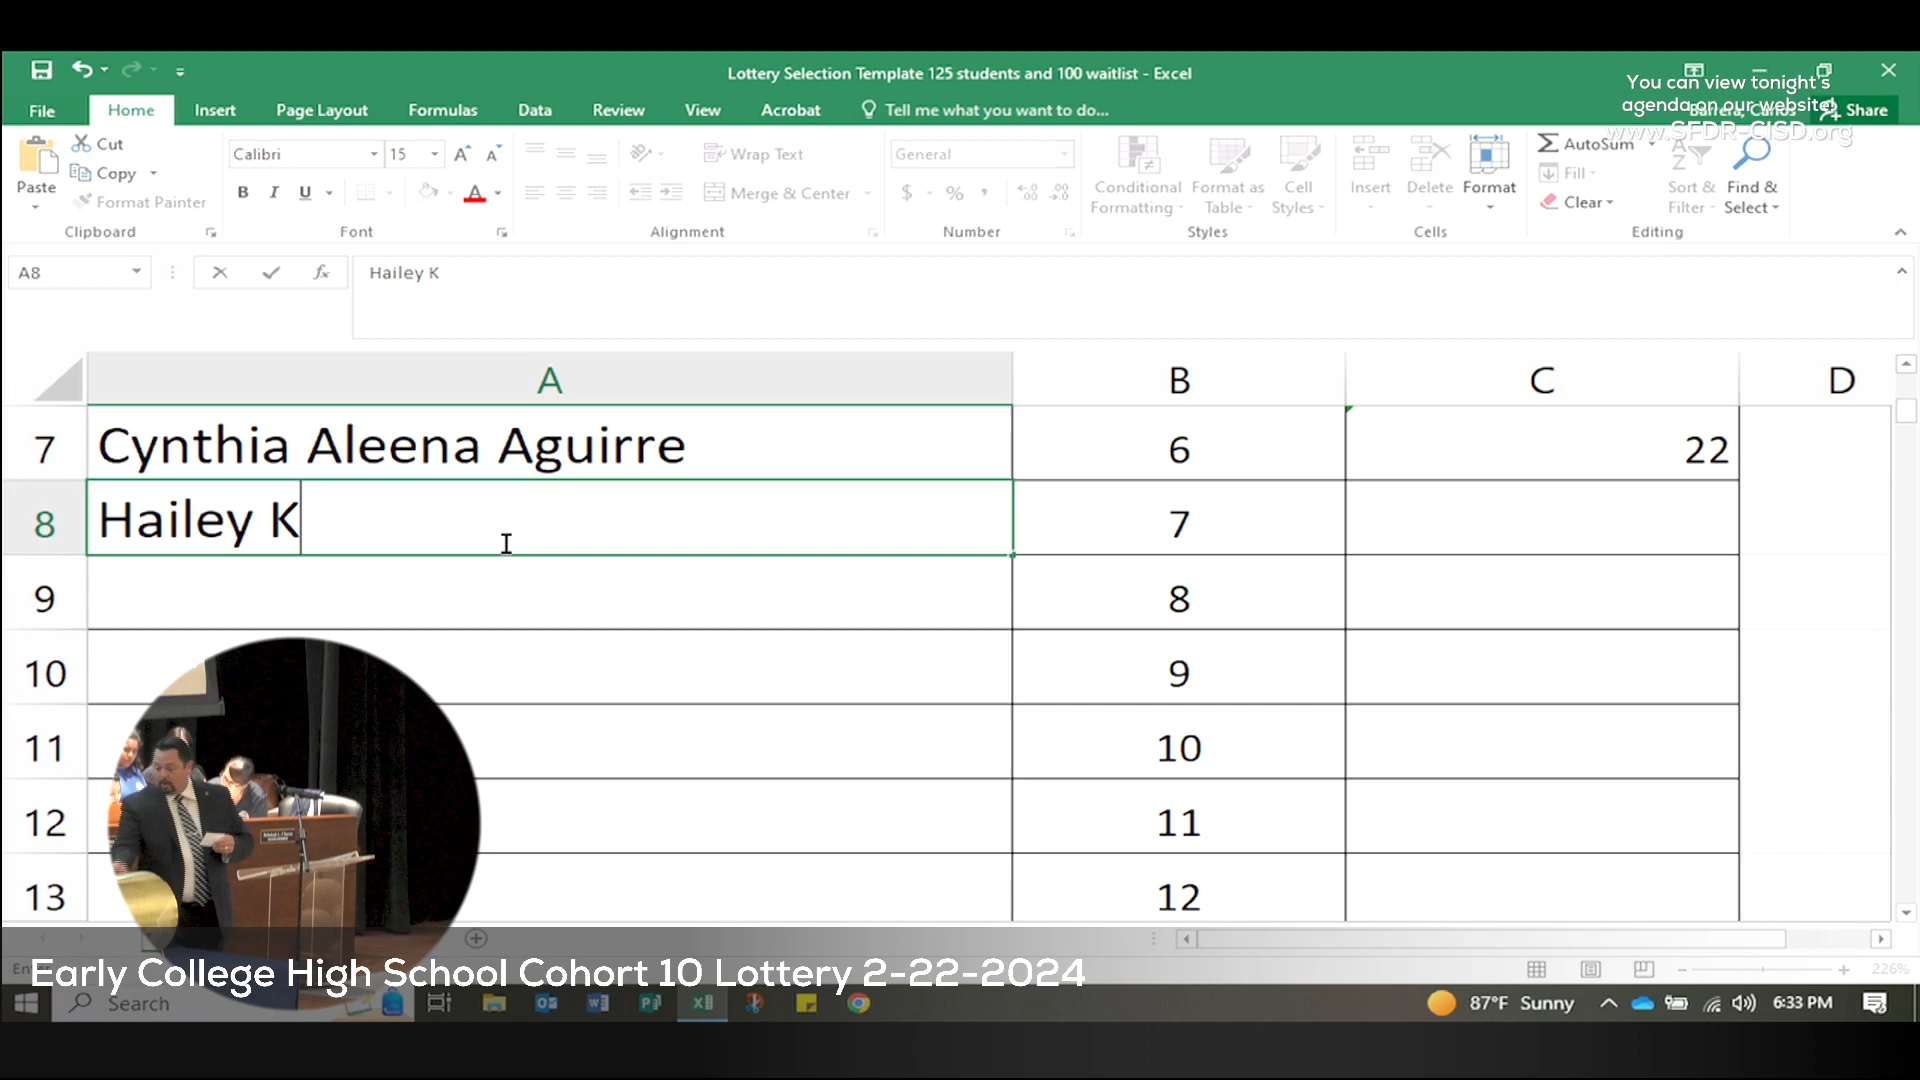 Lottery Selection Template 125 students and 100 waitlist - Excel
You can view tonight's
agenda on our website!
www.SFDR-CISD.org
File Home Insert Page Layout Formulas Data Review View Acrobat Tell me what you want to do... Barrera, Carlos Share
Cut
Copy
Format Painter
Paste
Clipboard
Calibri 15
B I U A
Font
Wrap Text
Merge & Center
Alignment
General
$ % ,
Number
Conditional Formatting
Format as Table
Cell Styles
Styles
Insert Delete Format
Cells
AutoSum
Fill
Clear
Sort & Filter
Find & Select
Editing
A8 fx Hailey K
A B C D
7 Cynthia Aleena Aguirre 6 22
8 Hailey K 7
9 8
10 9
11 10
12 11
13 12
Early College High School Cohort 10 Lottery 2-22-2024
226%
Search 87°F Sunny 6:33 PM